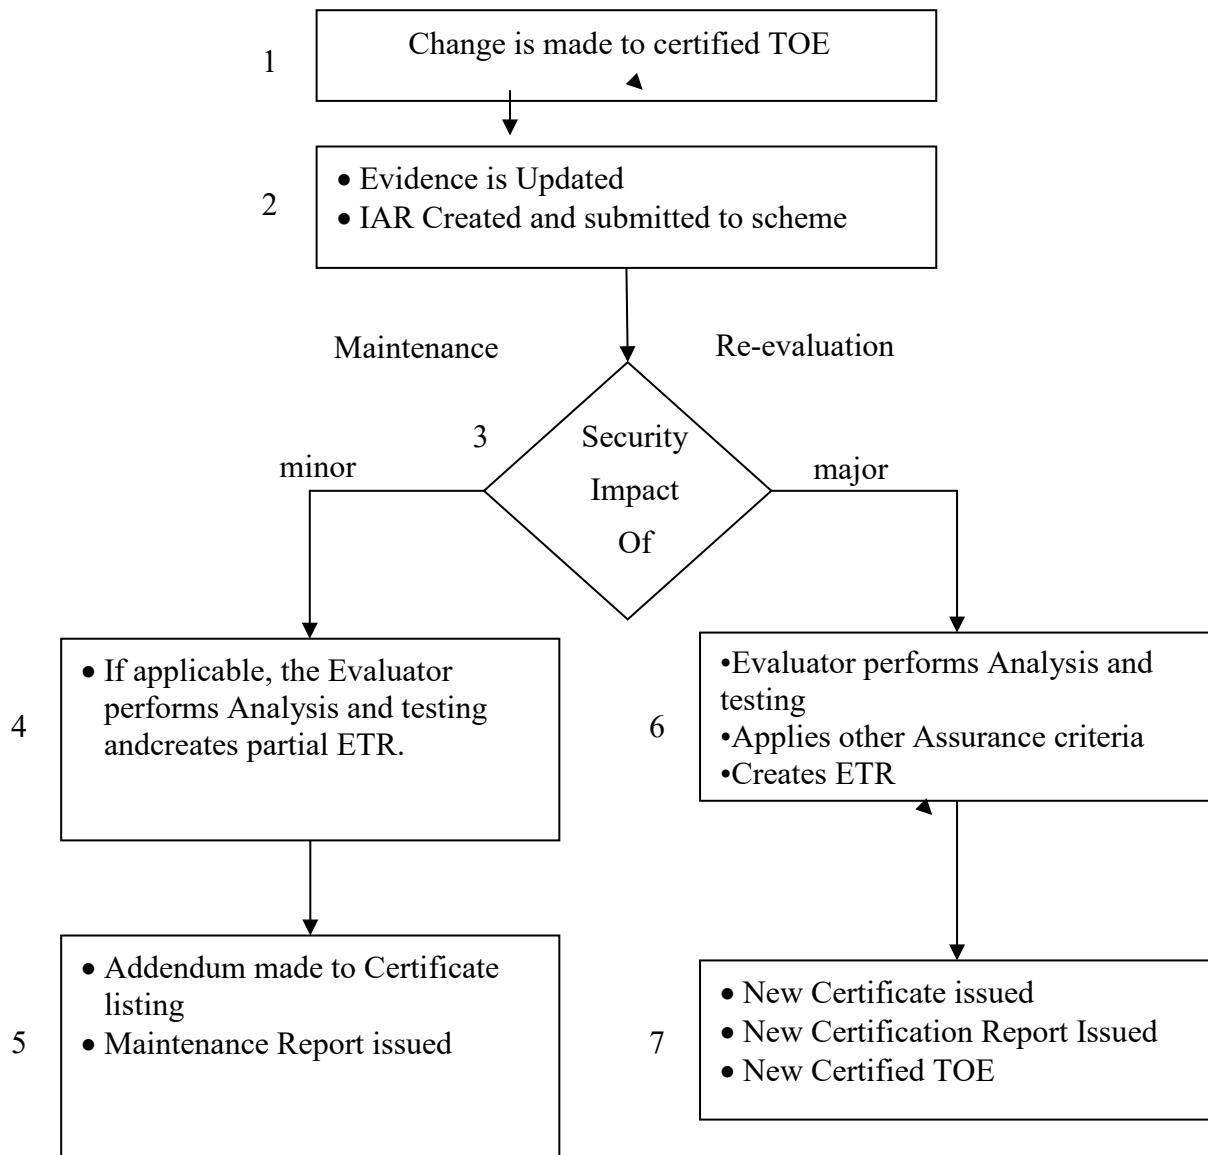 Change is made to certified TOE
1
• Evidence is Updated
2
• IAR Created and submitted to scheme
Maintenance
Re-evaluation
3
Security
Impact
Of
minor
major
• If applicable, the Evaluator
performs Analysis and testing
andcreates partial ETR.
4
•Evaluator performs Analysis and
testing
•Applies other Assurance criteria
•Creates ETR
6
• Addendum made to Certificate
listing
• Maintenance Report issued
5
• New Certificate issued
• New Certification Report Issued
• New Certified TOE
7